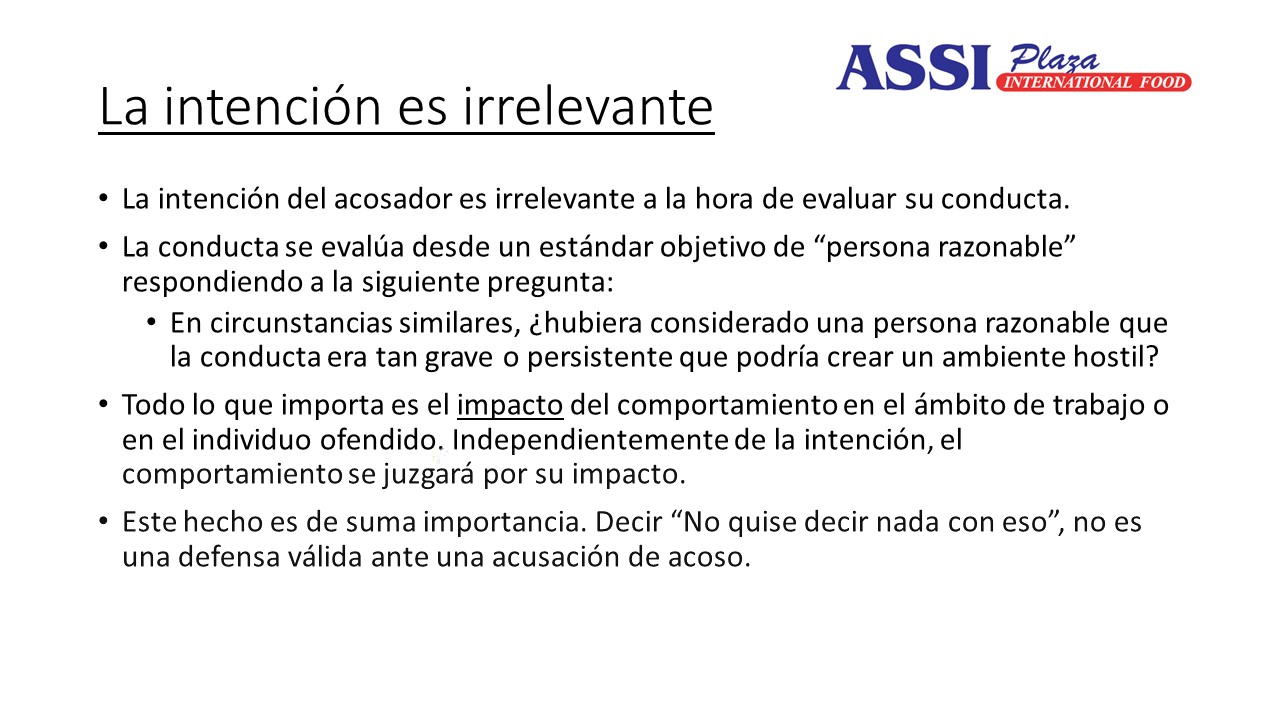 ASSI Plaza
INTERNATIONAL FOOD
La intención es irrelevante
• La intención del acosador es irrelevante a la hora de evaluar su conducta.
• La conducta se evalúa desde un estándar objetivo de “persona razonable”
respondiendo a la siguiente pregunta:
• En circunstancias similares, ¿hubiera considerado una persona razonable que
la conducta era tan grave o persistente que podría crear un ambiente hostil?
• Todo lo que importa es el impacto del comportamiento en el ámbito de trabajo o
en el individuo ofendido. Independientemente de la intención, el
comportamiento se juzgará por su impacto.
• Este hecho es de suma importancia. Decir “No quise decir nada con eso”, no es
una defensa válida ante una acusación de acoso.